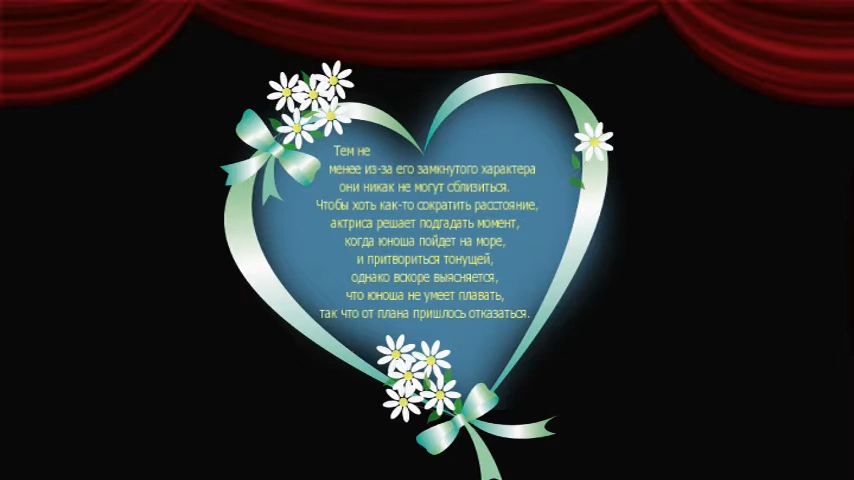 Тем не
менее из-за его замкнутого характера
они никак не могут сблизиться.
Чтобы хоть как-то сократить расстояние,
актриса решает подгадать момент,
когда юноша пойдет на море,
и притвориться тонущей,
однако вскоре выясняется,
что юноша не умеет плавать,
так что от плана пришлось отказаться.